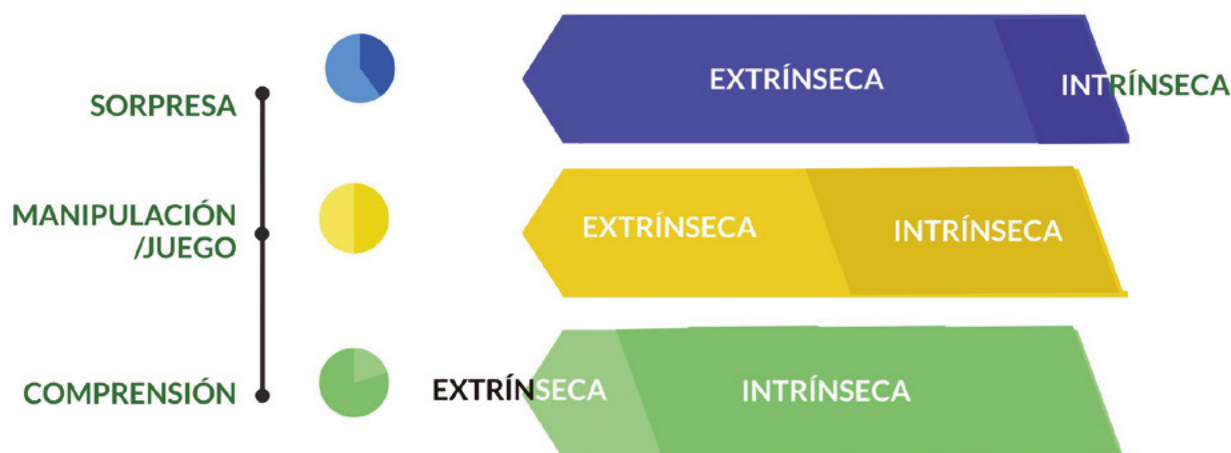 SORPRESA
EXTRÍNSECA
INTRÍNSECA
MANIPULACIÓN
/JUEGO
EXTRÍNSECA
INTRÍNSECA
COMPRENSIÓN
EXTRÍNSECA
INTRÍNSECA